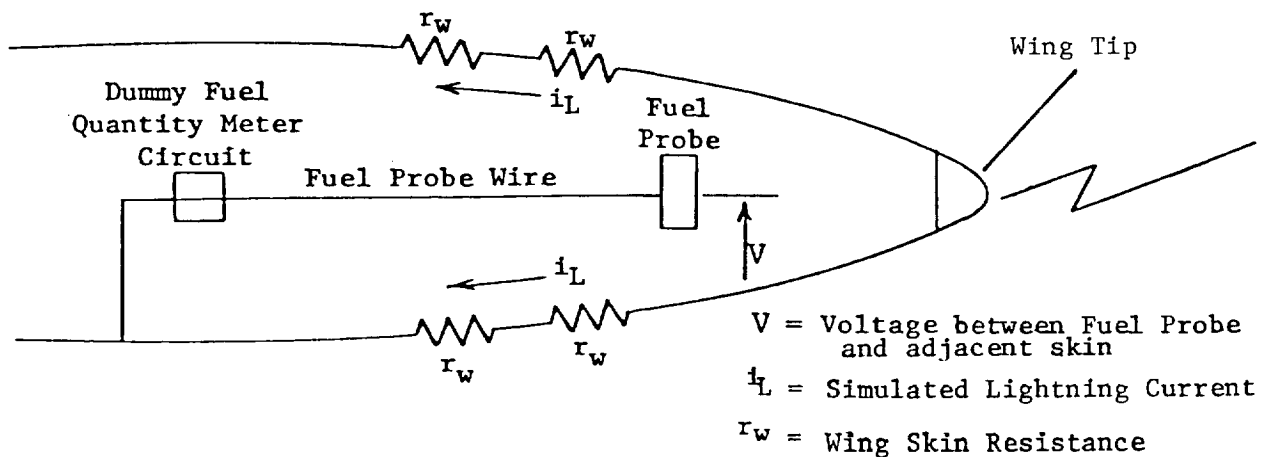 r_w
r_w
Wing Tip
i_L
Dummy Fuel
Quantity Meter
Circuit
Fuel
Probe
Fuel Probe Wire
V
i_L
r_w
r_w
V = Voltage between Fuel Probe
and adjacent skin
i_L = Simulated Lightning Current
r_w = Wing Skin Resistance